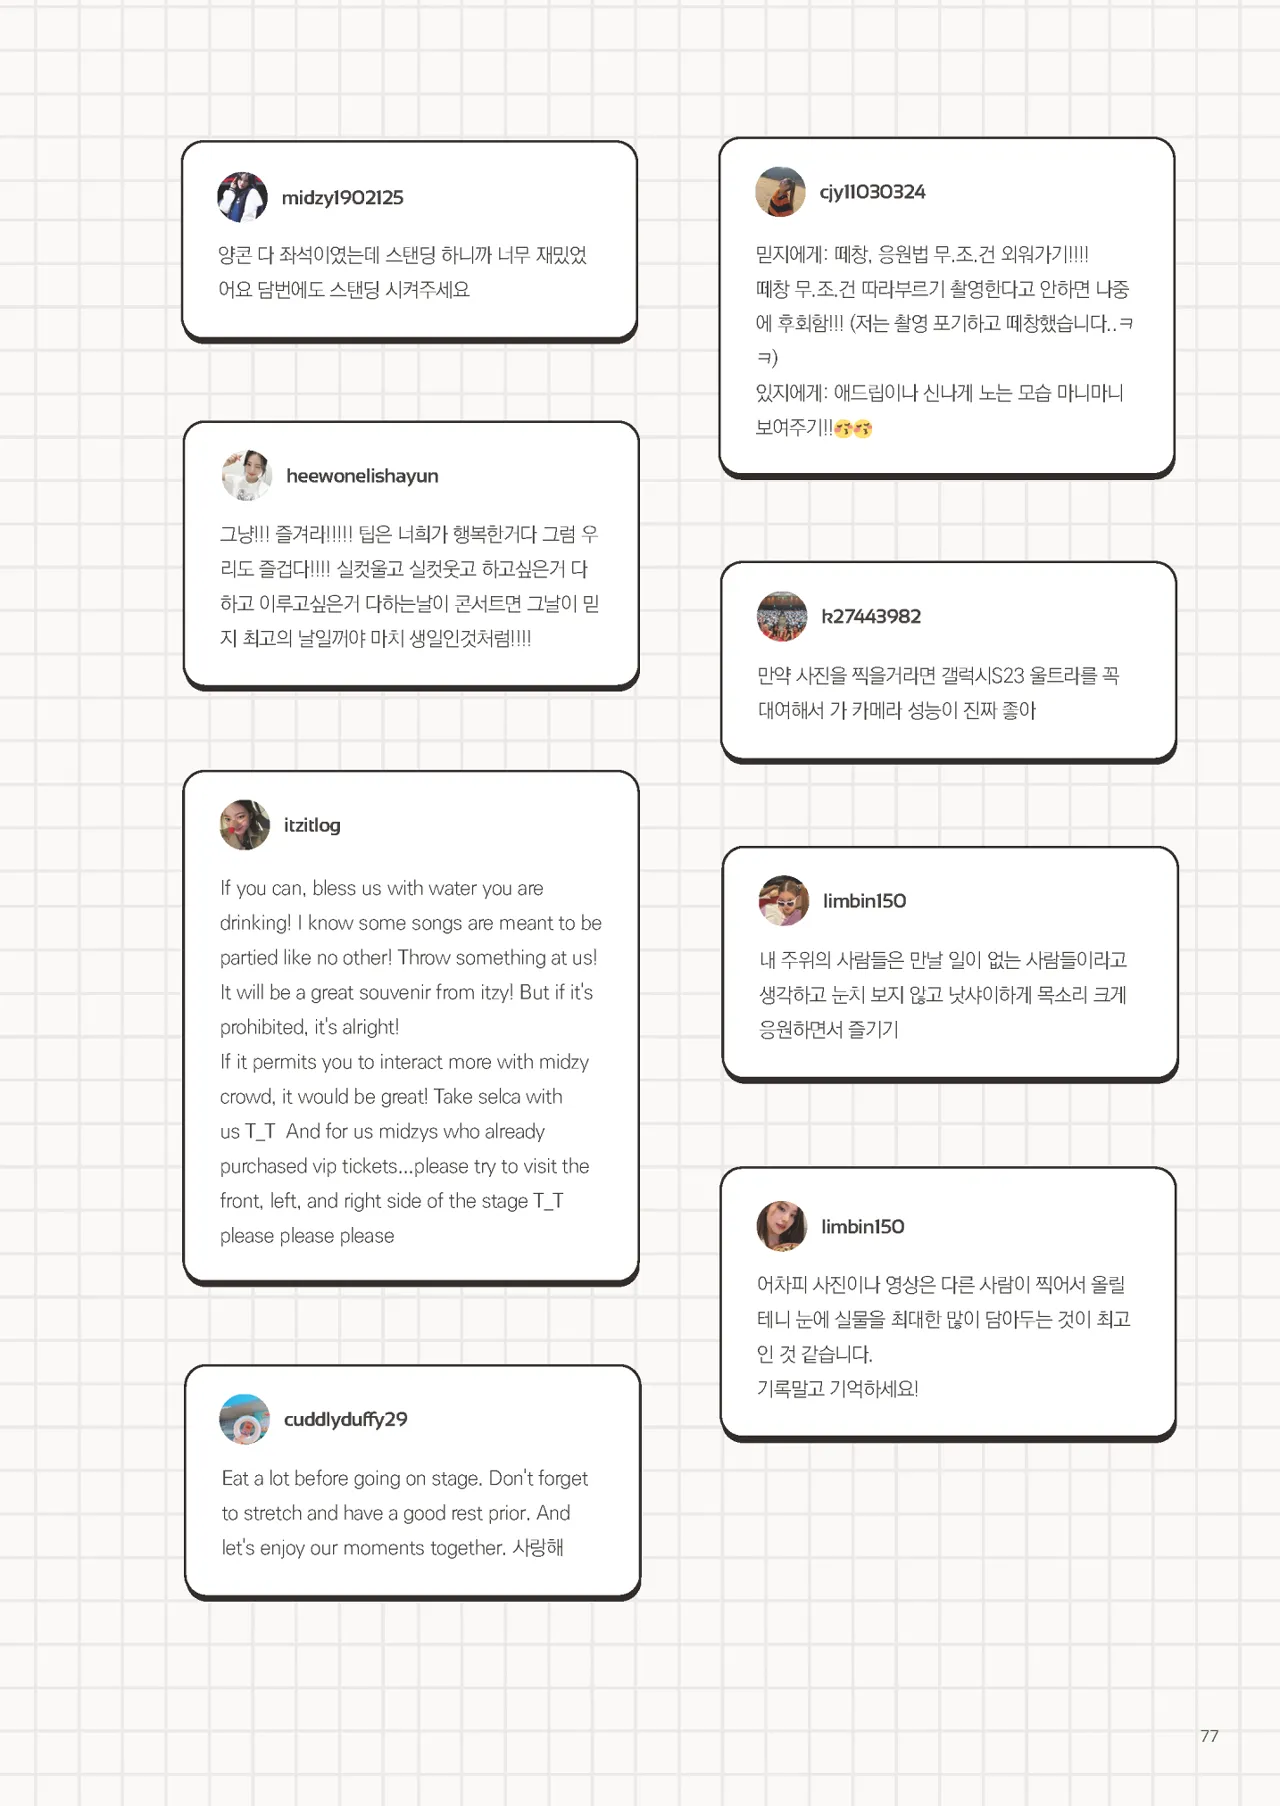 midzy1902125
양콘 다 좌석이였는데 스탠딩 하니까 너무 재밌었
어요 담번에도 스탠딩 시켜주세요
heewonelishayun
그냥!!! 즐겨라!!!!! 팁은 너희가 행복한거다 그럼 우
리도 즐겁다!!!! 실컷울고 실컷웃고 하고싶은거 다
하고 이루고싶은거 다하는날이 콘서트면 그날이 믿
지 최고의 날일꺼야 마치 생일인것처럼!!!!
itzitlog
If you can, bless us with water you are
drinking! I know some songs are meant to be
partied like no other! Throw something at us!
It will be a great souvenir from itzy! But if it's
prohibited, it's alright!
If it permits you to interact more with midzy
crowd, it would be great! Take selca with
us T_T  And for us midzys who already
purchased vip tickets...please try to visit the
front, left, and right side of the stage T_T
please please please
cuddlyduffy29
Eat a lot before going on stage. Don't forget
to stretch and have a good rest prior. And
let's enjoy our moments together. 사랑해
cjy11030324
믿지에게: 떼창, 응원법 무.조.건 외워가기!!!!
떼창 무.조.건 따라부르기 촬영한다고 안하면 나중
에 후회함!!! (저는 촬영 포기하고 떼창했습니다..ㅋ
ㅋ)
있지에게: 애드립이나 신나게 노는 모습 마니마니
보여주기!!😚😚
k27443982
만약 사진을 찍을거라면 갤럭시S23 울트라를 꼭
대여해서 가 카메라 성능이 진짜 좋아
limbin150
내 주위의 사람들은 만날 일이 없는 사람들이라고
생각하고 눈치 보지 않고 낫샤이하게 목소리 크게
응원하면서 즐기기
limbin150
어차피 사진이나 영상은 다른 사람이 찍어서 올릴
테니 눈에 실물을 최대한 많이 담아두는 것이 최고
인 것 같습니다.
기록말고 기억하세요!
77